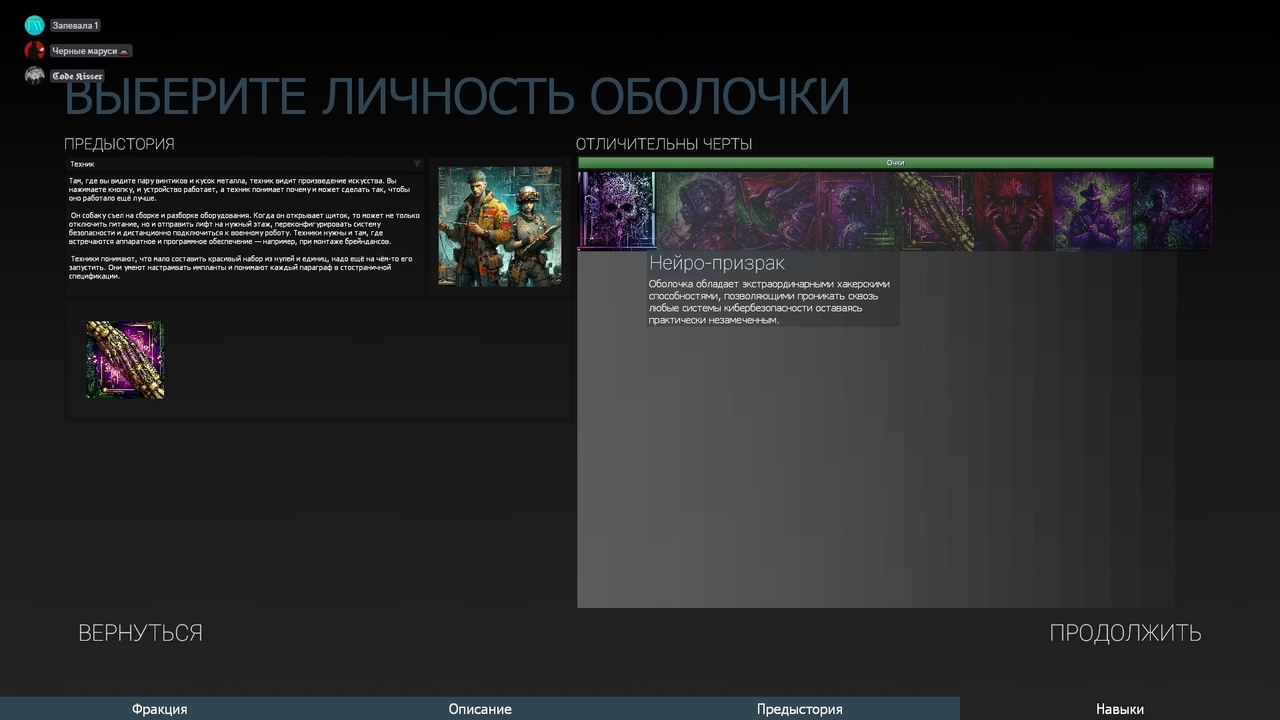 Запевала 1
Черные маруси
Code Kisser
ВЫБЕРИТЕ ЛИЧНОСТЬ ОБОЛОЧКИ
ПРЕДЫСТОРИЯ
Техник
Там, где вы видите пару винтиков и кусок металла, техник видит произведение искусства. Вы
нажимаете кнопку, и устройство работает, а техник понимает почему и может сделать так, чтобы
оно работало ещё лучше.
Он собаку съел на сборке и разборке оборудования. Когда он открывает щиток, то может не только
отключить питание, но и отправить лифт на нужный этаж, переконфигурировать систему
безопасности и дистанционно подключиться к военному роботу. Техники нужны и там, где
встречаются аппаратное и программное обеспечение — например, при монтаже брейндансов.
Техники понимают, что мало составить красивый набор из нулей и единиц, надо ещё на чём-то его
запустить. Они умеют настраивать импланты и понимают каждый параграф в стостраничной
спецификации.
ОТЛИЧИТЕЛЬНЫ ЧЕРТЫ
Очки
Нейро-призрак
Оболочка обладает экстраординарными хакерскими
способностями, позволяющими проникать сквозь
любые системы кибербезопасности оставаясь
практически незамеченным.
ВЕРНУТЬСЯ
ПРОДОЛЖИТЬ
Фракция
Описание
Предыстория
Навыки